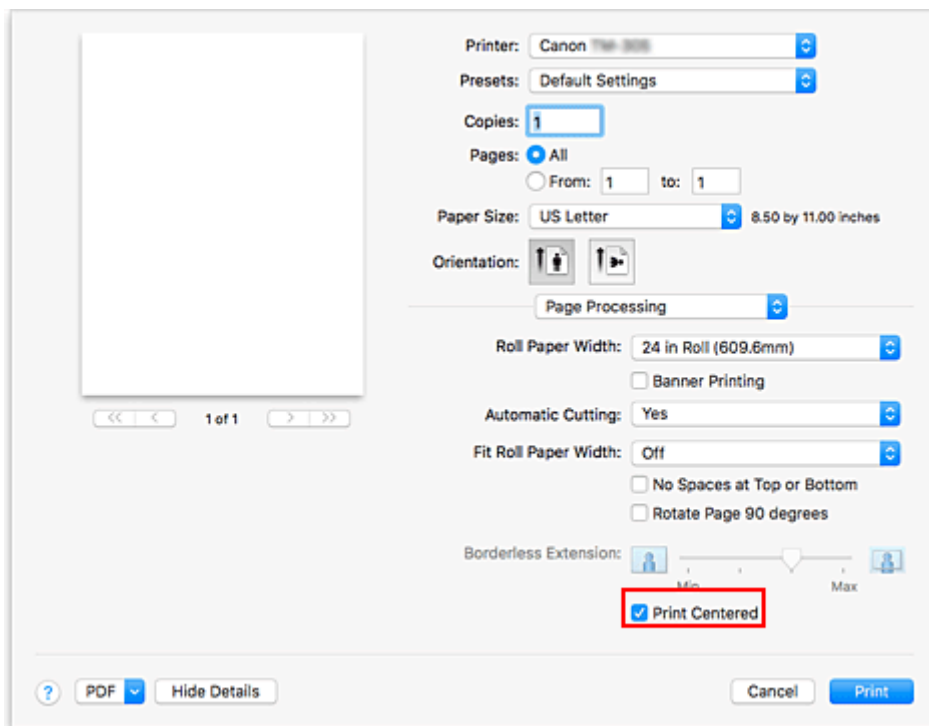 Printer: Canon
Presets: Default Settings
Copies: 1
Pages: All
From: 1 to: 1
Paper Size: US Letter 8.50 by 11.00 inches
Orientation:
Page Processing
Roll Paper Width: 24 in Roll (609.6mm)
Banner Printing
1 of 1
Automatic Cutting: Yes
Fit Roll Paper Width: Off
No Spaces at Top or Bottom
Rotate Page 90 degrees
Borderless Extension:
Min Max
Print Centered
? PDF Hide Details Cancel Print